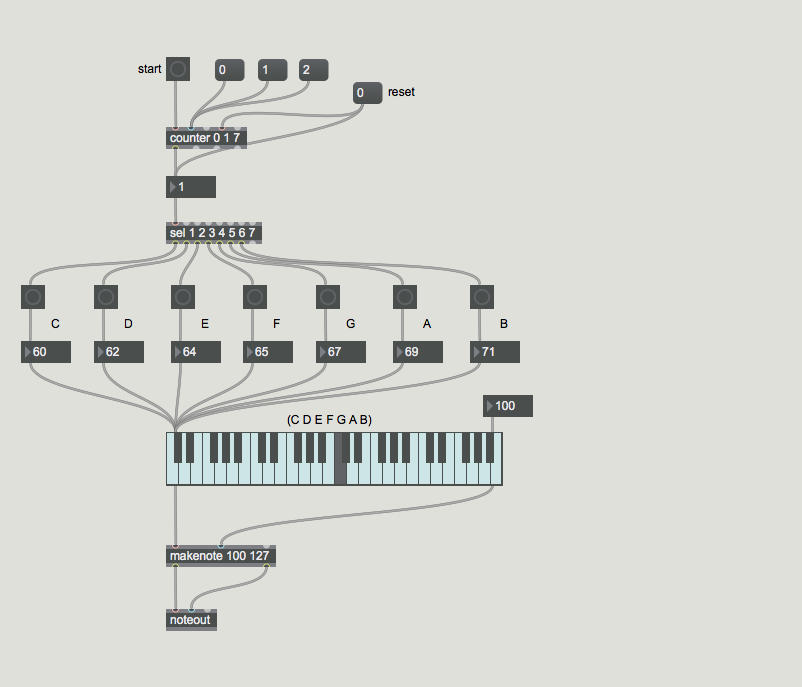 start
0
1
2
0
reset
counter 0 1 7
1
sel 1 2 3 4 5 6 7
C
D
E
F
G
A
B
60
62
64
65
67
69
71
100
(C D E F G A B)
makenote 100 127
noteout